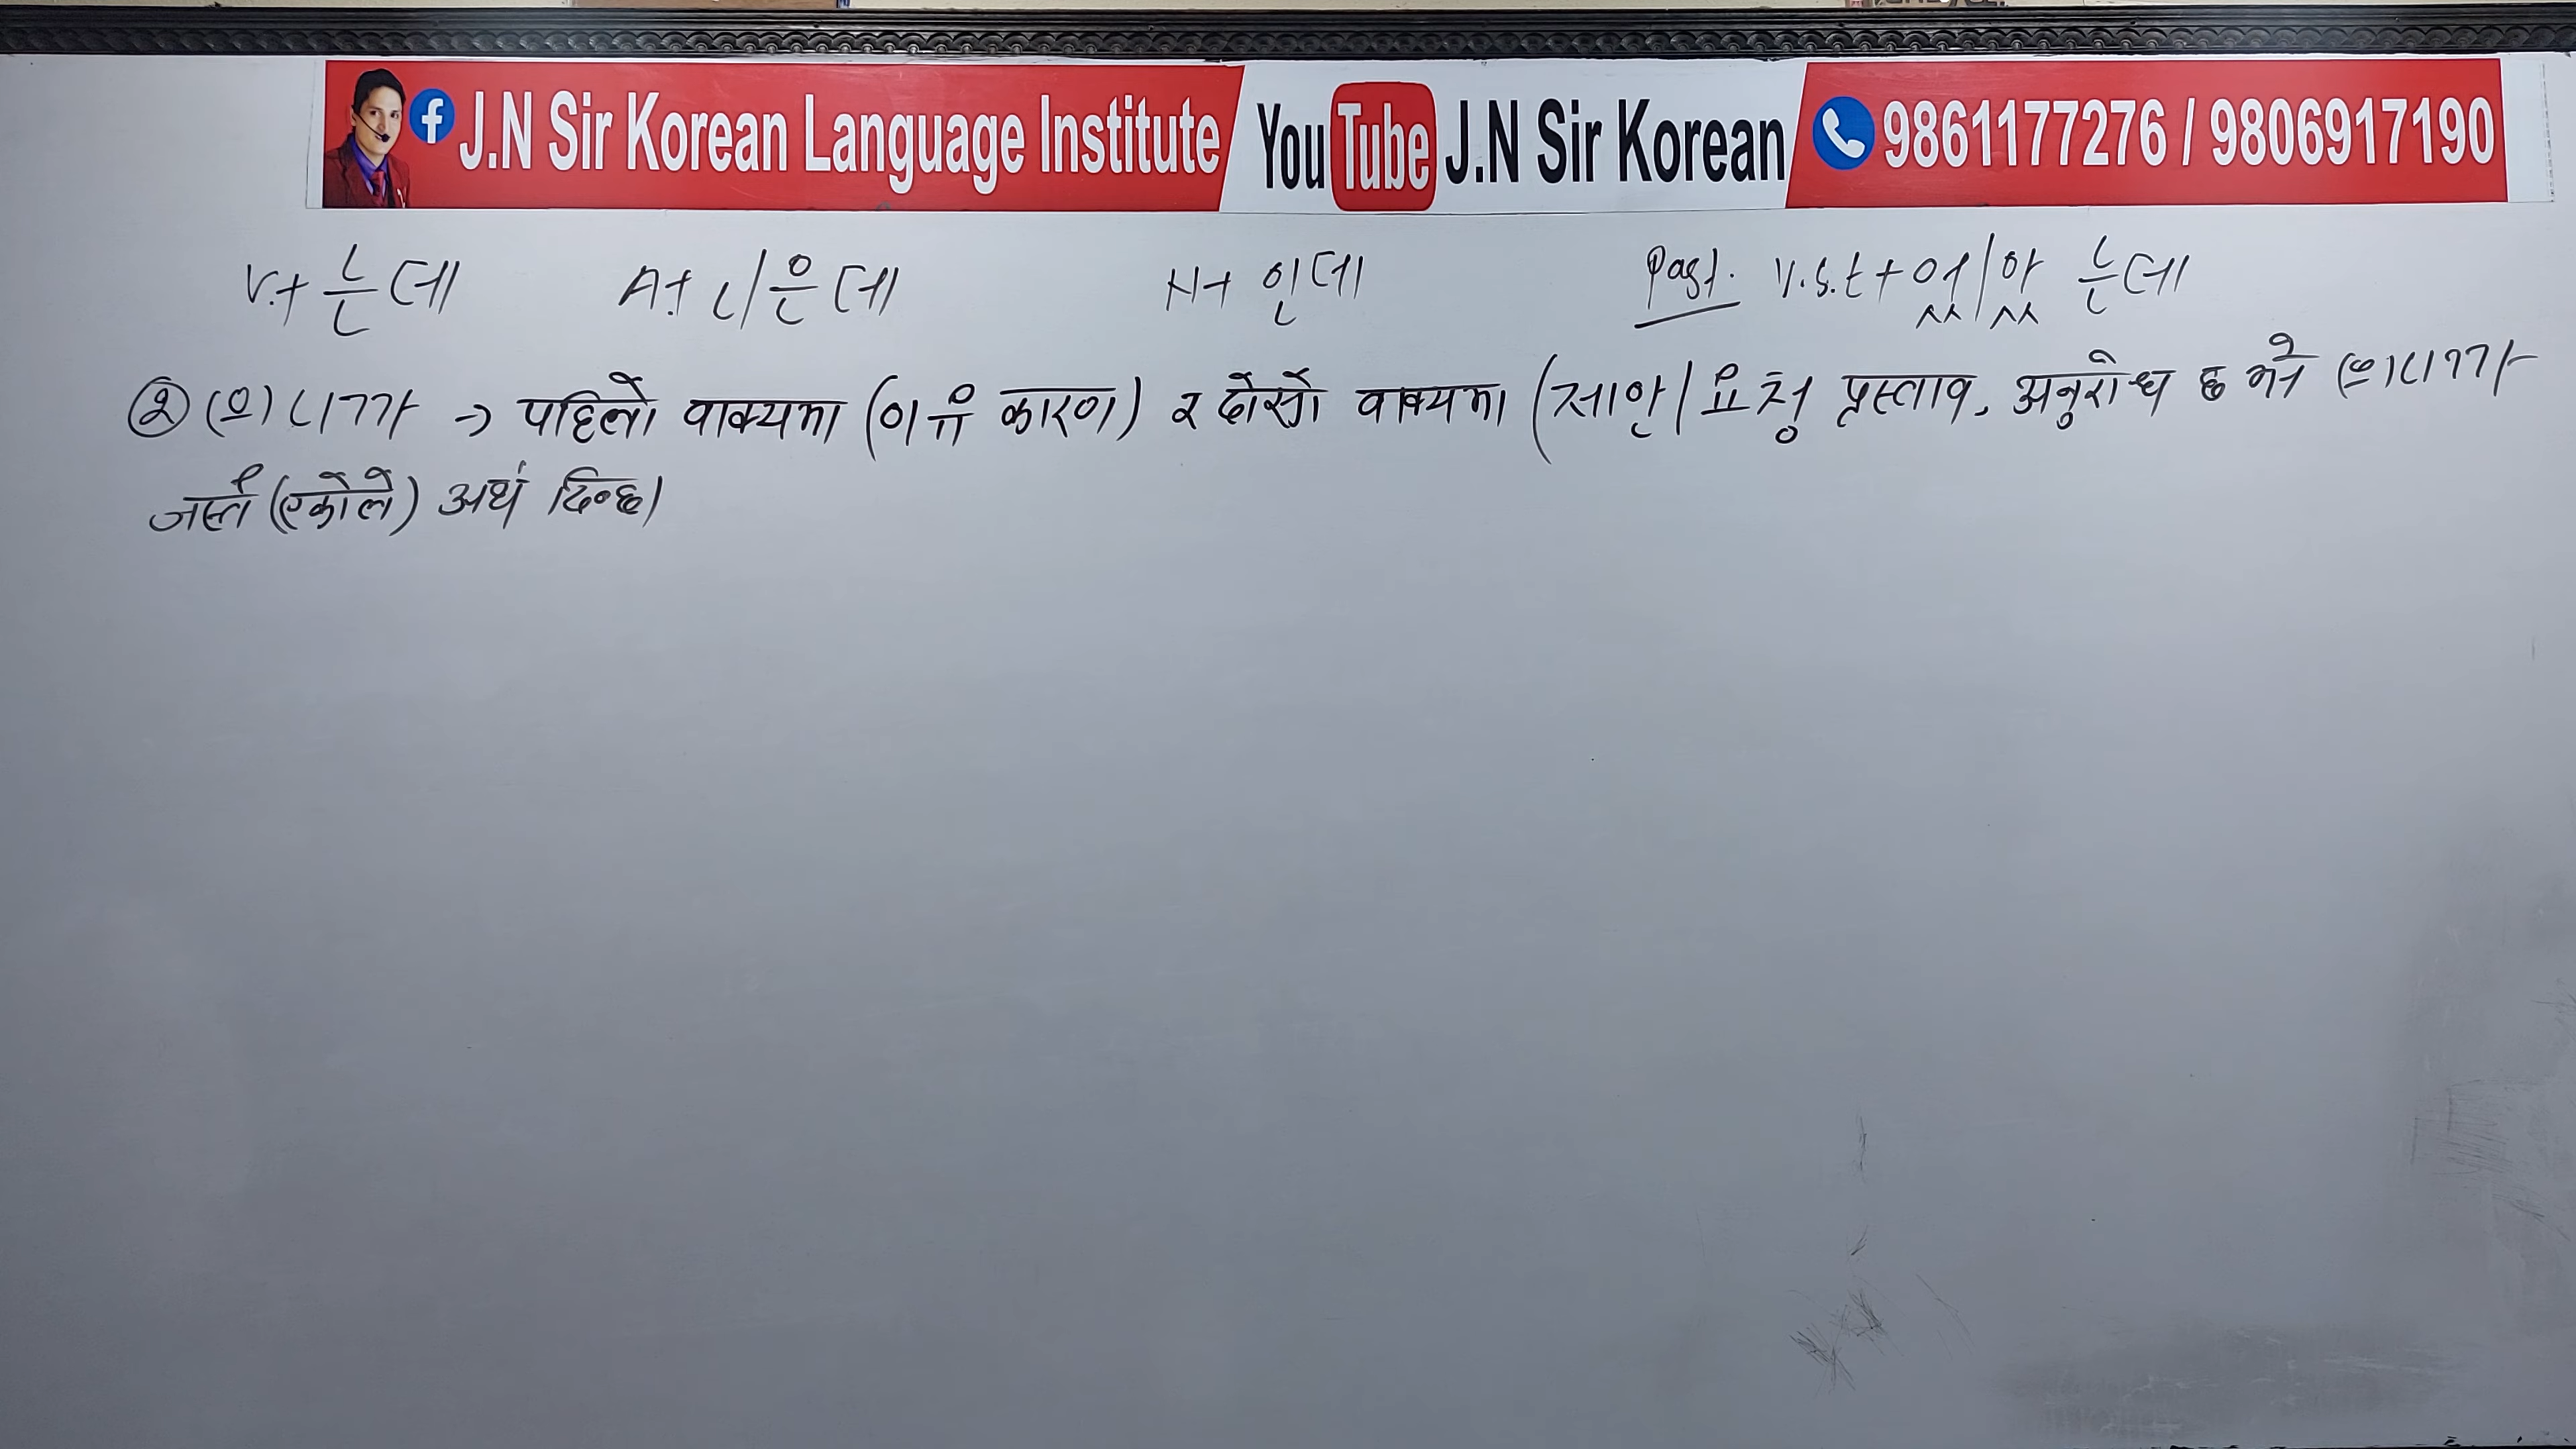 J.N Sir Korean Language Institute YouTube J.N Sir Korean 9861177276 / 9806917190
V.+ 는데 A.+ ㄴ/은데 N+ 인데 Past. V.s.t + 었/았 는데
② (으)니까 → पहिलो वाक्यमा (이유 कारण) र दोस्रो वाक्यमा (제안/요청 प्रस्ताव, अनुरोध छ भने (으)니까
जस्तै (एकोले) अर्थ दिन्छ।